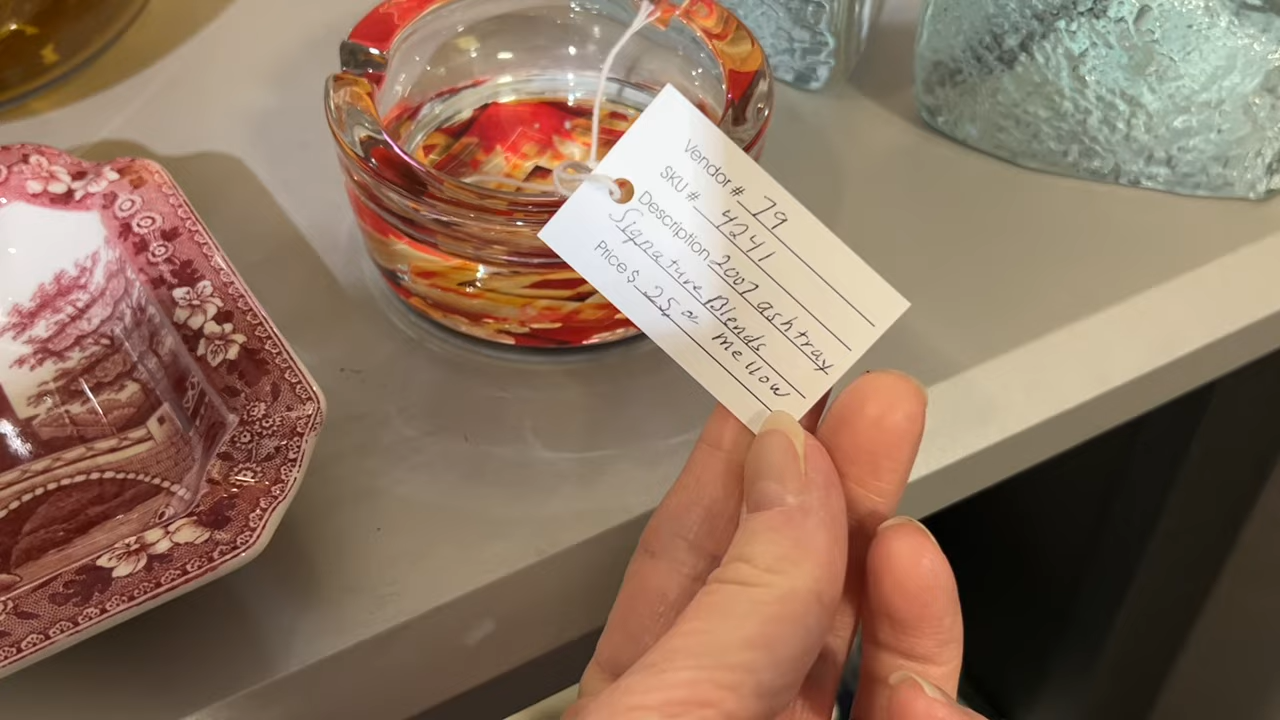 Vendor # 79
SKU # 4241
Description 2007 ashtray
Signature Blends
Price $ 25.00 mellow